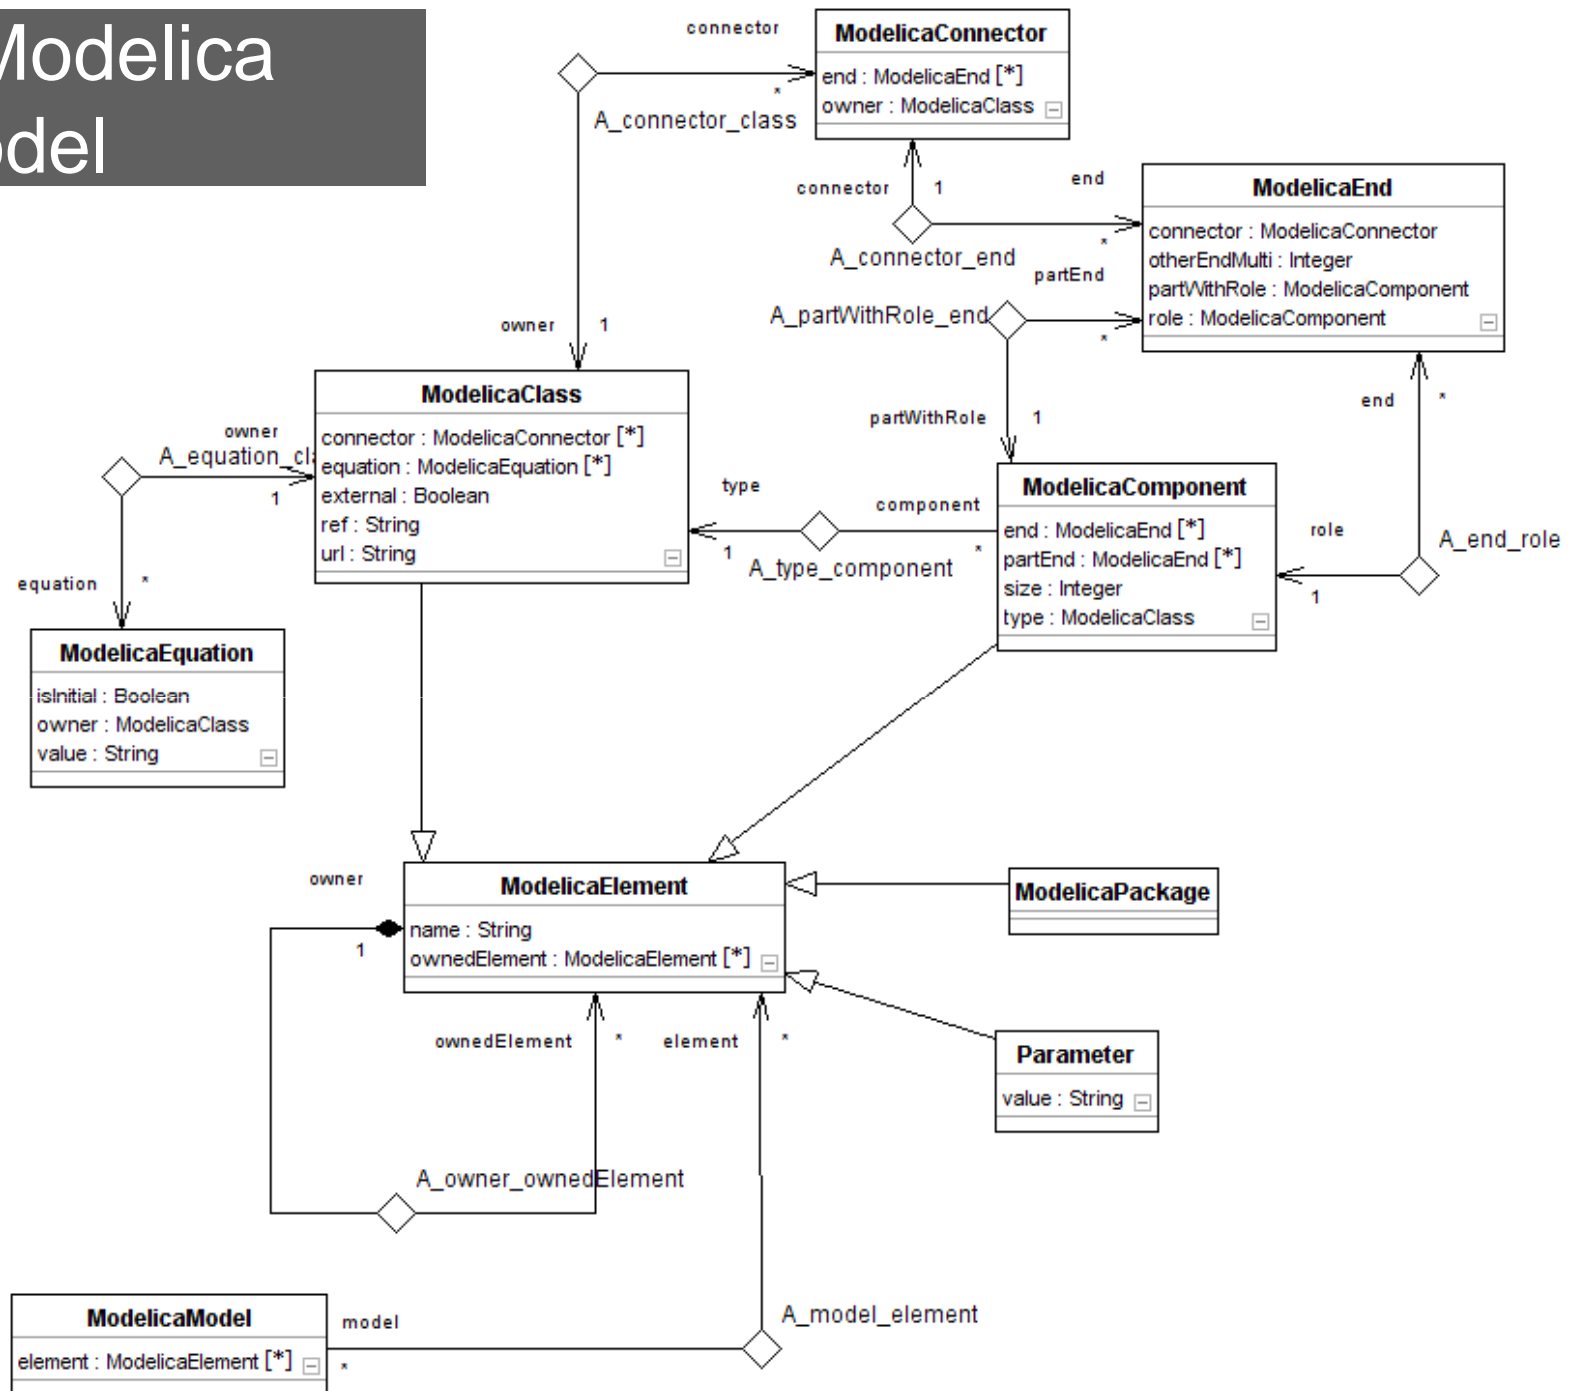 Modelica
odel
connector
*
A_connector_class
ModelicaConnector
end : ModelicaEnd [*]
owner : ModelicaClass
connector
1
end
*
A_connector_end
ModelicaEnd
connector : ModelicaConnector
otherEndMulti : Integer
partWithRole : ModelicaComponent
role : ModelicaComponent
partEnd
A_partWithRole_end
*
owner
1
partWithRole
1
end
*
ModelicaClass
connector : ModelicaConnector [*]
equation : ModelicaEquation [*]
external : Boolean
ref : String
url : String
owner
A_equation_cl
1
equation
*
type
1
component
*
A_type_component
ModelicaComponent
end : ModelicaEnd [*]
partEnd : ModelicaEnd [*]
size : Integer
type : ModelicaClass
role
1
A_end_role
ModelicaEquation
isInitial : Boolean
owner : ModelicaClass
value : String
owner
1
ModelicaElement
name : String
ownedElement : ModelicaElement [*]
ModelicaPackage
ownedElement
*
element
*
Parameter
value : String
A_owner_ownedElement
ModelicaModel
element : ModelicaElement [*]
model
*
A_model_element